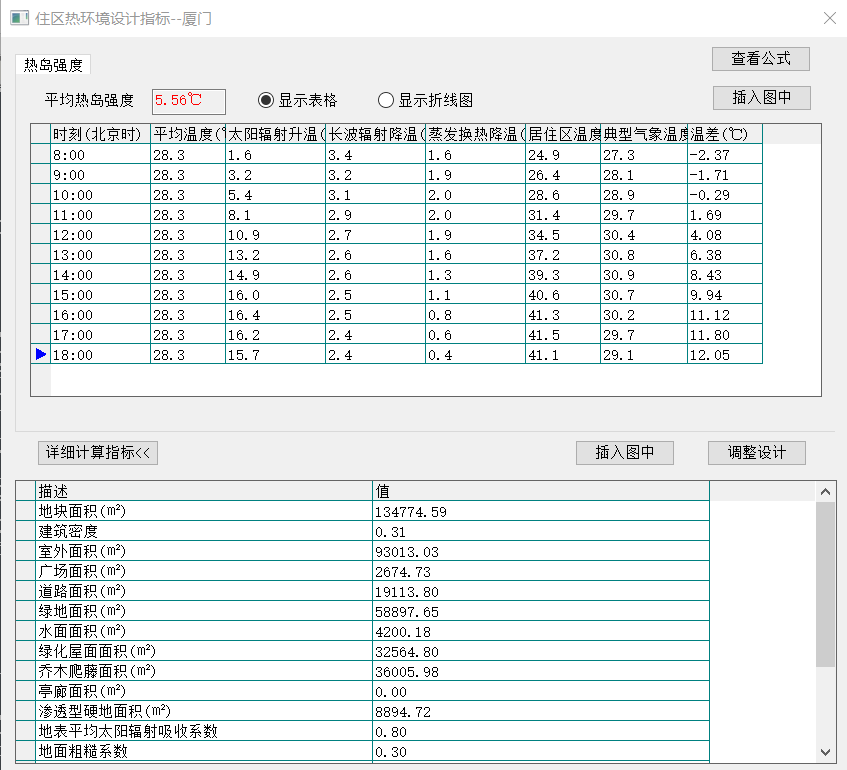 住区热环境设计指标--厦门
热岛强度
查看公式
平均热岛强度 5.56℃ 显示表格 显示折线图 插入图中
时刻(北京时) 平均温度(℃ 太阳辐射升温( 长波辐射降温( 蒸发换热降温( 居住区温度 典型气象温度 温差(℃)
8:00 28.3 1.6 3.4 1.6 24.9 27.3 -2.37
9:00 28.3 3.2 3.2 1.9 26.4 28.1 -1.71
10:00 28.3 5.4 3.1 2.0 28.6 28.9 -0.29
11:00 28.3 8.1 2.9 2.0 31.4 29.7 1.69
12:00 28.3 10.9 2.7 1.9 34.5 30.4 4.08
13:00 28.3 13.2 2.6 1.6 37.2 30.8 6.38
14:00 28.3 14.9 2.6 1.3 39.3 30.9 8.43
15:00 28.3 16.0 2.5 1.1 40.6 30.7 9.94
16:00 28.3 16.4 2.5 0.8 41.3 30.2 11.12
17:00 28.3 16.2 2.4 0.6 41.5 29.7 11.80
18:00 28.3 15.7 2.4 0.4 41.1 29.1 12.05
详细计算指标<< 插入图中 调整设计
描述 值
地块面积(㎡) 134774.59
建筑密度 0.31
室外面积(㎡) 93013.03
广场面积(㎡) 2674.73
道路面积(㎡) 19113.80
绿地面积(㎡) 58897.65
水面面积(㎡) 4200.18
绿化屋面面积(㎡) 32564.80
乔木爬藤面积(㎡) 36005.98
亭廊面积(㎡) 0.00
渗透型硬地面积(㎡) 8894.72
地表平均太阳辐射吸收系数 0.80
地面粗糙系数 0.30